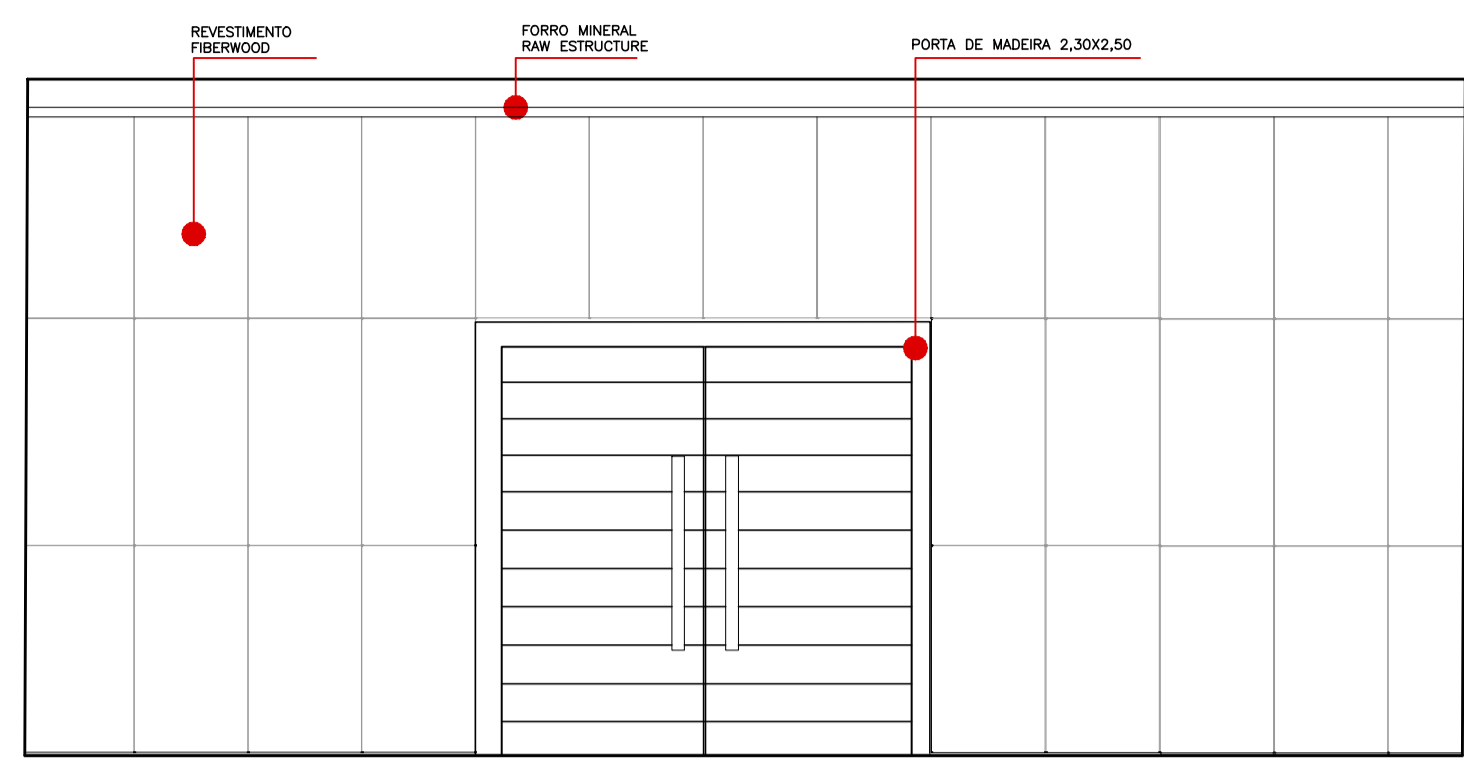 REVESTIMENTO
FIBERWOOD
FORRO MINERAL
RAW ESTRUCTURE
PORTA DE MADEIRA 2,30X2,50